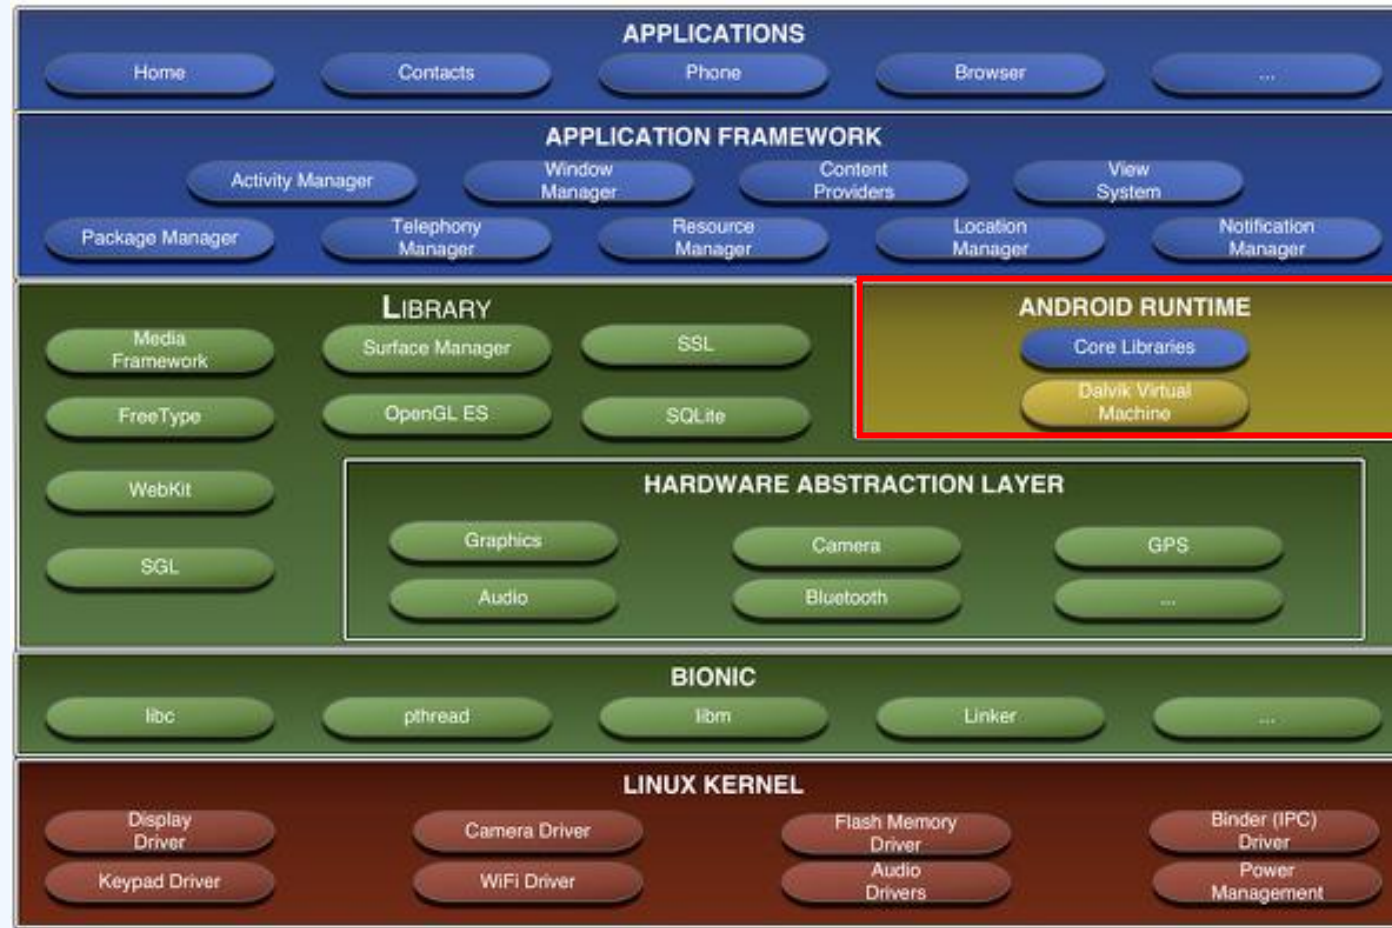 APPLICATIONS
Home
Contacts
Phone
Browser
...
APPLICATION FRAMEWORK
Activity Manager
Window
Manager
Content
Providers
View
System
Package Manager
Telephony
Manager
Resource
Manager
Location
Manager
Notification
Manager
LIBRARY
Media
Framework
Surface Manager
SSL
FreeType
OpenGL ES
SQLite
WebKit
SGL
ANDROID RUNTIME
Core Libraries
Dalvik Virtual
Machine
HARDWARE ABSTRACTION LAYER
Graphics
Camera
GPS
Audio
Bluetooth
...
BIONIC
libc
pthread
libm
Linker
...
LINUX KERNEL
Display
Driver
Camera Driver
Flash Memory
Driver
Binder (IPC)
Driver
Keypad Driver
WiFi Driver
Audio
Drivers
Power
Management